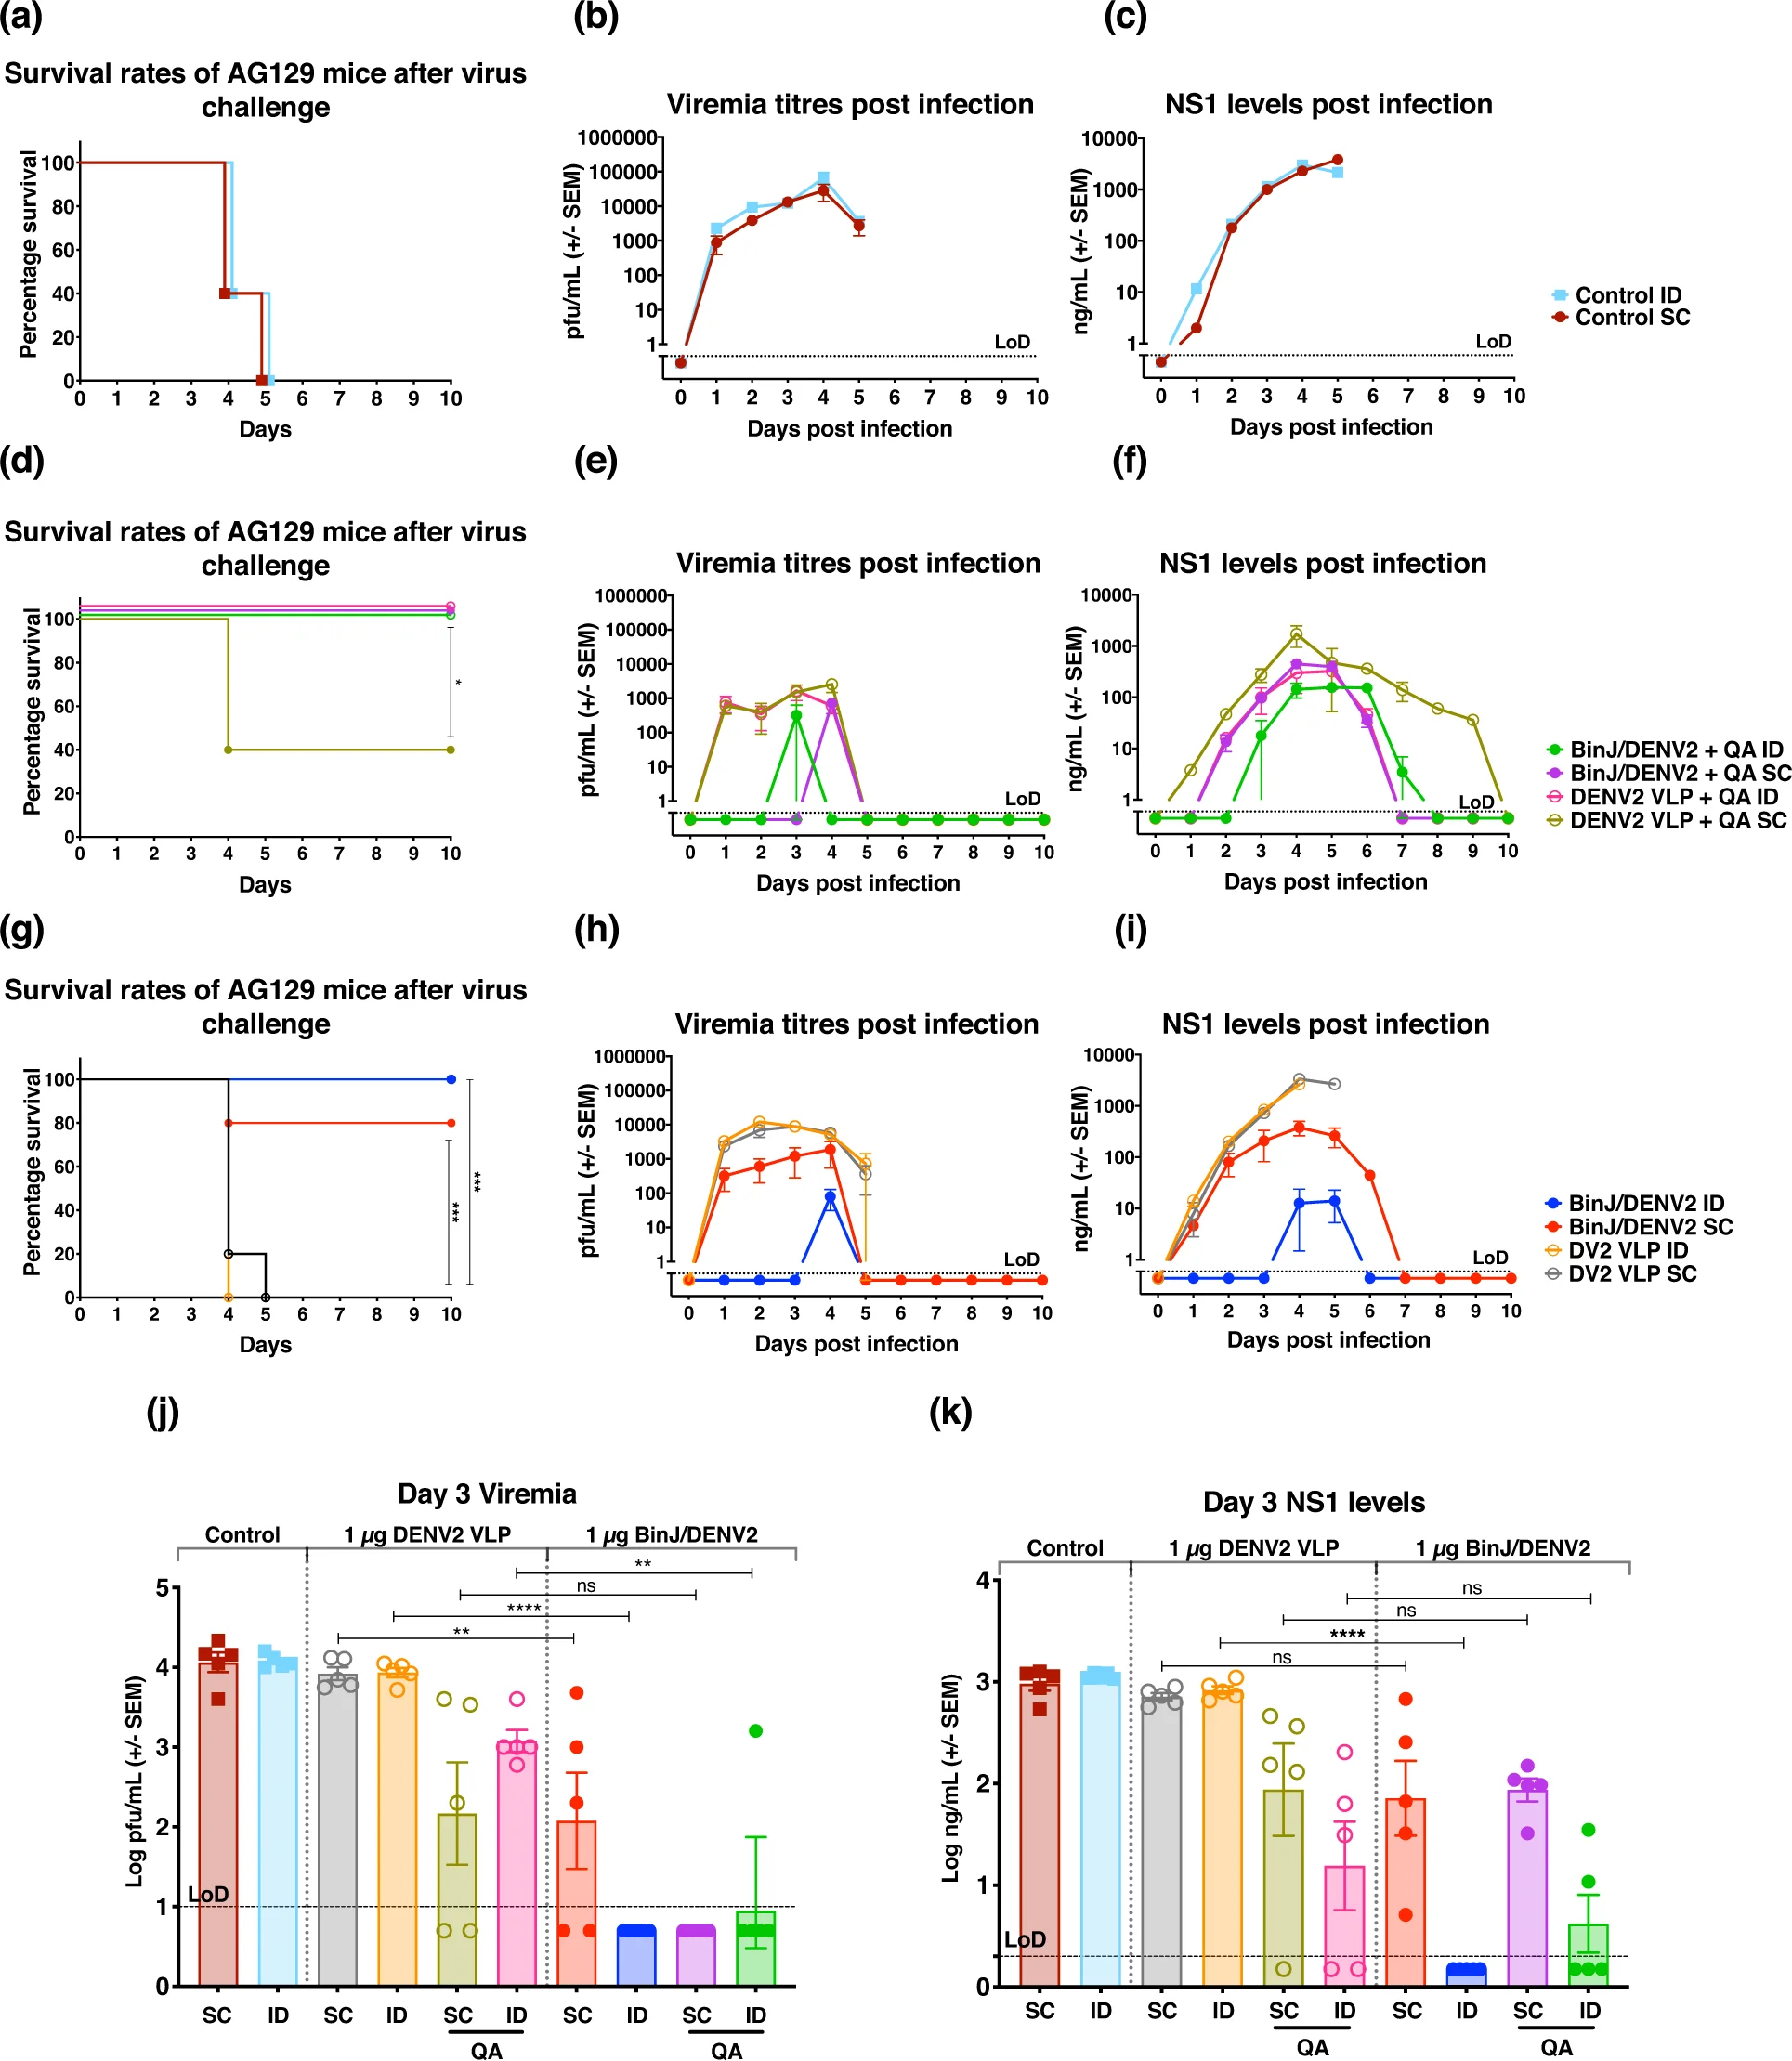 (a)
Survival rates of AG129 mice after virus
challenge
Percentage survival
100
80
60
40
20
0
0 1 2 3 4 5 6 7 8 9 10
Days
(b)
Viremia titres post infection
pfu/mL (+/- SEM)
1000000
100000
10000
1000
100
10
1
LoD
0 1 2 3 4 5 6 7 8 9 10
Days post infection
(c)
NS1 levels post infection
ng/mL (+/- SEM)
10000
1000
100
10
1
LoD
0 1 2 3 4 5 6 7 8 9 10
Days post infection
Control ID
Control SC
(d)
Survival rates of AG129 mice after virus
challenge
Percentage survival
100
80
60
40
20
0
*
0 1 2 3 4 5 6 7 8 9 10
Days
(e)
Viremia titres post infection
pfu/mL (+/- SEM)
1000000
100000
10000
1000
100
10
1
LoD
0 1 2 3 4 5 6 7 8 9 10
Days post infection
(f)
NS1 levels post infection
ng/mL (+/- SEM)
10000
1000
100
10
1
LoD
0 1 2 3 4 5 6 7 8 9 10
Days post infection
BinJ/DENV2 + QA ID
BinJ/DENV2 + QA SC
DENV2 VLP + QA ID
DENV2 VLP + QA SC
(g)
Survival rates of AG129 mice after virus
challenge
Percentage survival
100
80
60
40
20
0
***
***
0 1 2 3 4 5 6 7 8 9 10
Days
(h)
Viremia titres post infection
pfu/mL (+/- SEM)
1000000
100000
10000
1000
100
10
1
LoD
0 1 2 3 4 5 6 7 8 9 10
Days post infection
(i)
NS1 levels post infection
ng/mL (+/- SEM)
10000
1000
100
10
1
LoD
0 1 2 3 4 5 6 7 8 9 10
Days post infection
BinJ/DENV2 ID
BinJ/DENV2 SC
DV2 VLP ID
DV2 VLP SC
(j)
Day 3 Viremia
Control 1 µg DENV2 VLP 1 µg BinJ/DENV2
**
ns
****
**
Log pfu/mL (+/- SEM)
5
4
3
2
1
0
LoD
SC ID SC ID SC ID SC ID SC ID
QA QA
(k)
Day 3 NS1 levels
Control 1 µg DENV2 VLP 1 µg BinJ/DENV2
ns
ns
****
ns
Log ng/mL (+/- SEM)
4
3
2
1
0
LoD
SC ID SC ID SC ID SC ID SC ID
QA QA